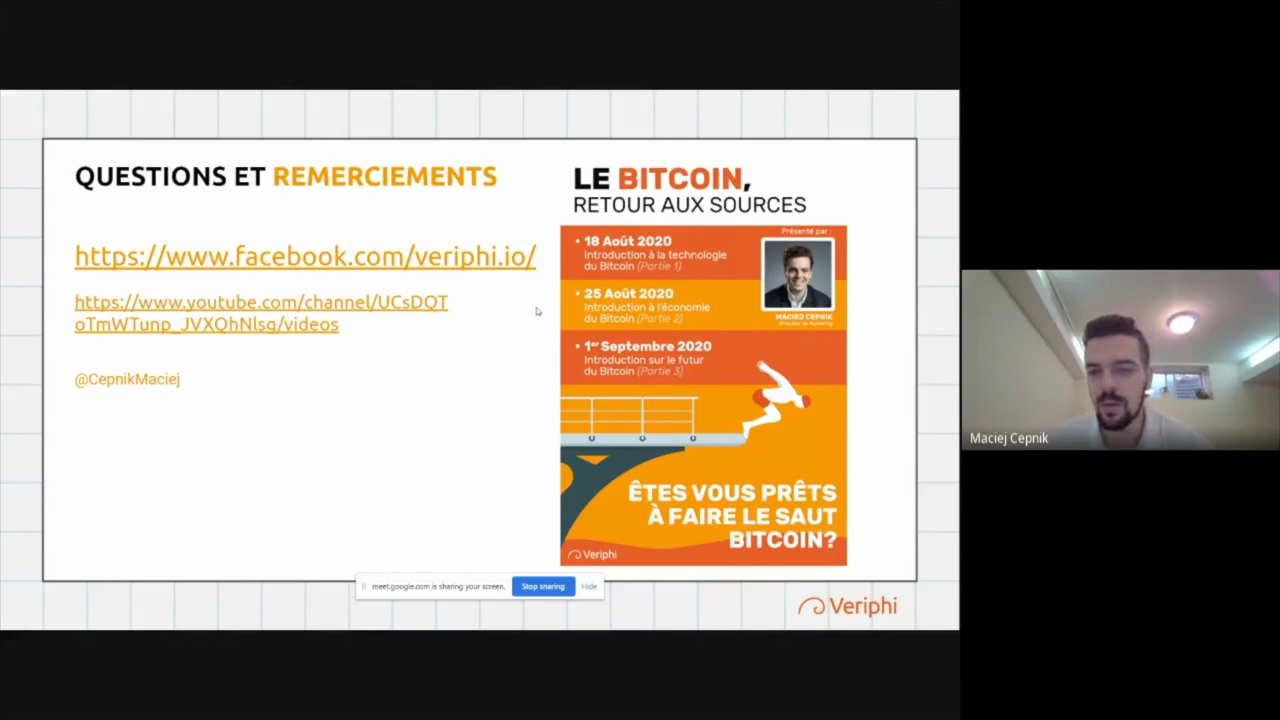 QUESTIONS ET REMERCIEMENTS
https://www.facebook.com/veriphi.io/
https://www.youtube.com/channel/UCsDQT
oTmWTunp_JVXQhNlsg/videos
@CepnikMaciej
LE BITCOIN,
RETOUR AUX SOURCES
Présenté par :
• 18 Août 2020
Introduction à la technologie
du Bitcoin (Partie 1)
• 25 Août 2020
Introduction à l'économie
du Bitcoin (Partie 2)
MACIEJ CEPNIK
Directeur de Marketing
• 1er Septembre 2020
Introduction sur le futur
du Bitcoin (Partie 3)
ÊTES VOUS PRÊTS
À FAIRE LE SAUT
BITCOIN?
Veriphi
meet.google.com is sharing your screen. Stop sharing Hide
Veriphi
Maciej Cepnik